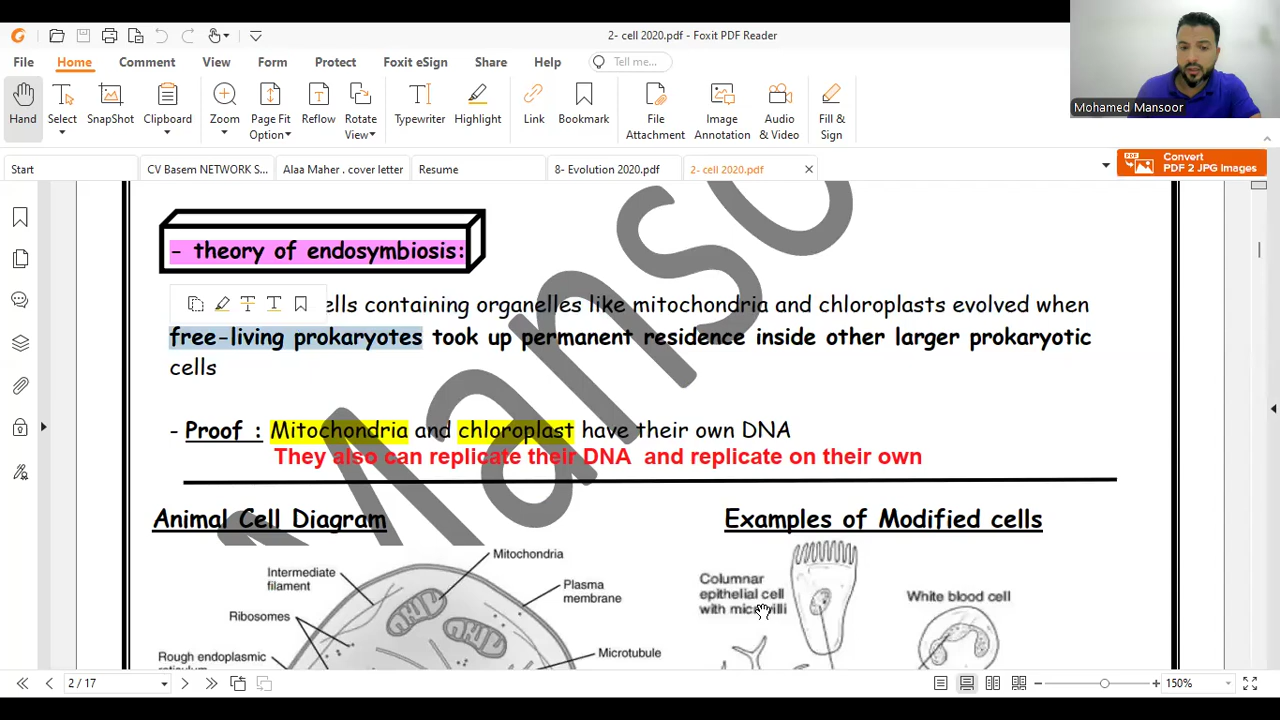 2- cell 2020.pdf - Foxit PDF Reader
File Home Comment View Form Protect Foxit eSign Share Help Tell me...
Hand Select SnapShot Clipboard Zoom Page Fit Option Reflow Rotate View Typewriter Highlight Link Bookmark File Attachment Image Annotation Audio & Video Fill & Sign
Mohamed Mansoor
Start CV Basem NETWORK S... Alaa Maher . cover letter Resume 8- Evolution 2020.pdf 2- cell 2020.pdf
Convert
PDF 2 JPG Images
- theory of endosymbiosis:
ells containing organelles like mitochondria and chloroplasts evolved when
free-living prokaryotes took up permanent residence inside other larger prokaryotic
cells
- Proof : Mitochondria and chloroplast have their own DNA
They also can replicate their DNA and replicate on their own
Animal Cell Diagram
Examples of Modified cells
Mitochondria
Intermediate
filament
Plasma
membrane
Ribosomes
Rough endoplasmic
Microtubule
Columnar
epithelial cell
with microvilli
White blood cell
Manso
2 / 17
150%